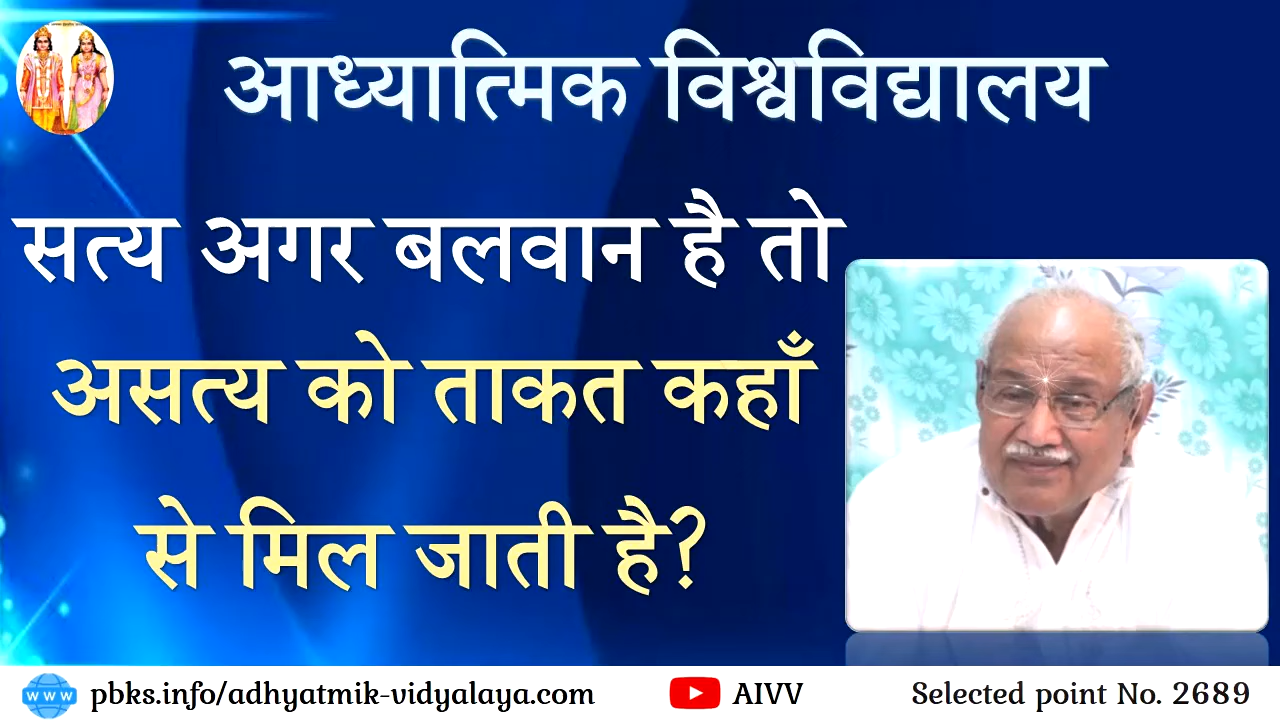 आध्यात्मिक विश्वविद्यालय
सत्य अगर बलवान है तो
असत्य को ताकत कहाँ
से मिल जाती है?
pbks.info/adhyatmik-vidyalaya.com AIVV Selected point No. 2689